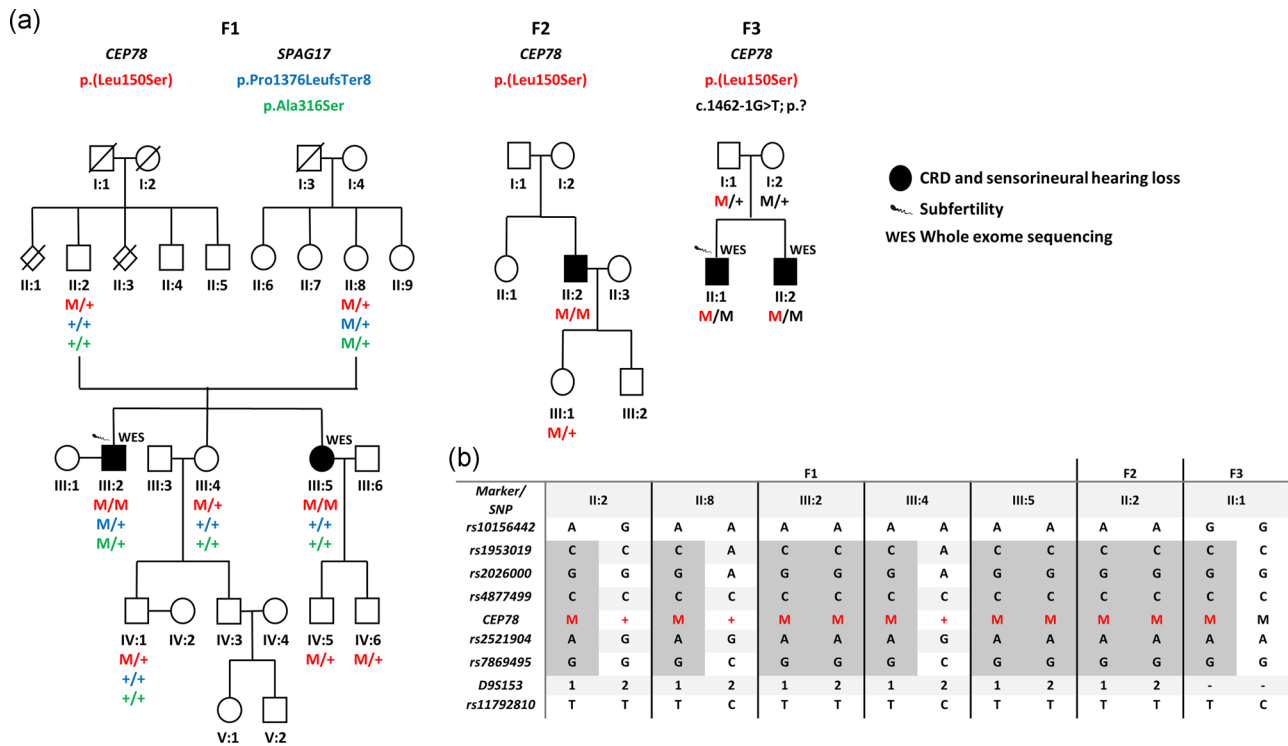 (a)
F1
CEP78
SPAG17
p.(Leu150Ser)
p.Pro1376LeufsTer8
p.Ala316Ser
I:1 I:2 I:3 I:4
II:1 II:2 II:3 II:4 II:5 II:6 II:7 II:8 II:9
M/+ M/+
+/+ M/+
+/+ M/+
WES WES
III:1 III:2 III:3 III:4 III:5 III:6
M/M M/+ M/M
M/+ +/+ +/+
M/+ +/+ +/+
IV:1 IV:2 IV:3 IV:4 IV:5 IV:6
M/+ M/+ M/+
+/+
+/+
V:1 V:2
F2
CEP78
p.(Leu150Ser)
I:1 I:2
II:1 II:2 II:3
M/M
III:1 III:2
M/+
F3
CEP78
p.(Leu150Ser)
c.1462-1G>T; p.?
I:1 I:2
M/+ M/+
WES WES
II:1 II:2
M/M M/M
CRD and sensorineural hearing loss
Subfertility
WES Whole exome sequencing
(b)
F1 F2 F3
Marker/
SNP II:2 II:8 III:2 III:4 III:5 II:2 II:1
rs10156442 A G A A A A A A A A A A G G
rs1953019 C C C A C C C A C C C C C C
rs2026000 G G G A G G G A G G G G G G
rs4877499 C C C C C C C C C C C C C C
CEP78 M + M + M M M + M M M M M M
rs2521904 A G A G A A A G A A A A A A
rs7869495 G G G C G G G C G G G G G G
D9S153 1 2 1 2 1 2 1 2 1 2 1 2 - -
rs11792810 T T T C T T T C T T T T T C